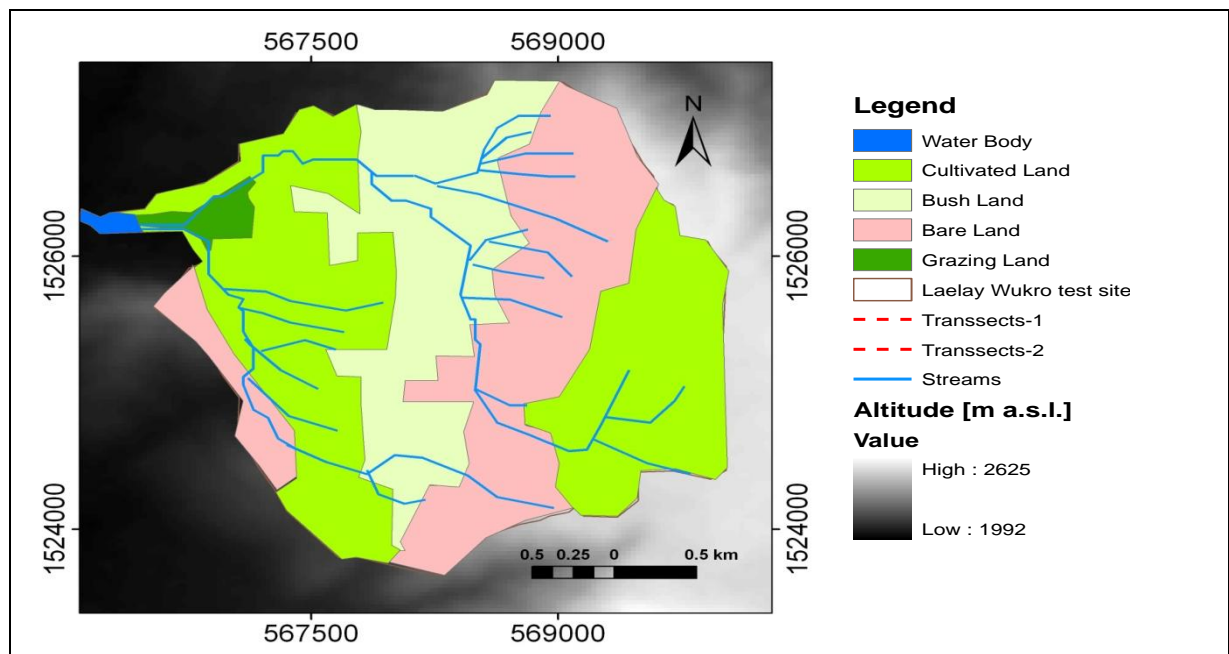 567500 569000
N
1526000 1526000
1524000 1524000
0.5 0.25 0 0.5 km
567500 569000
Legend
Water Body
Cultivated Land
Bush Land
Bare Land
Grazing Land
Laelay Wukro test site
Transsects-1
Transsects-2
Streams
Altitude [m a.s.l.]
Value
High : 2625
Low : 1992